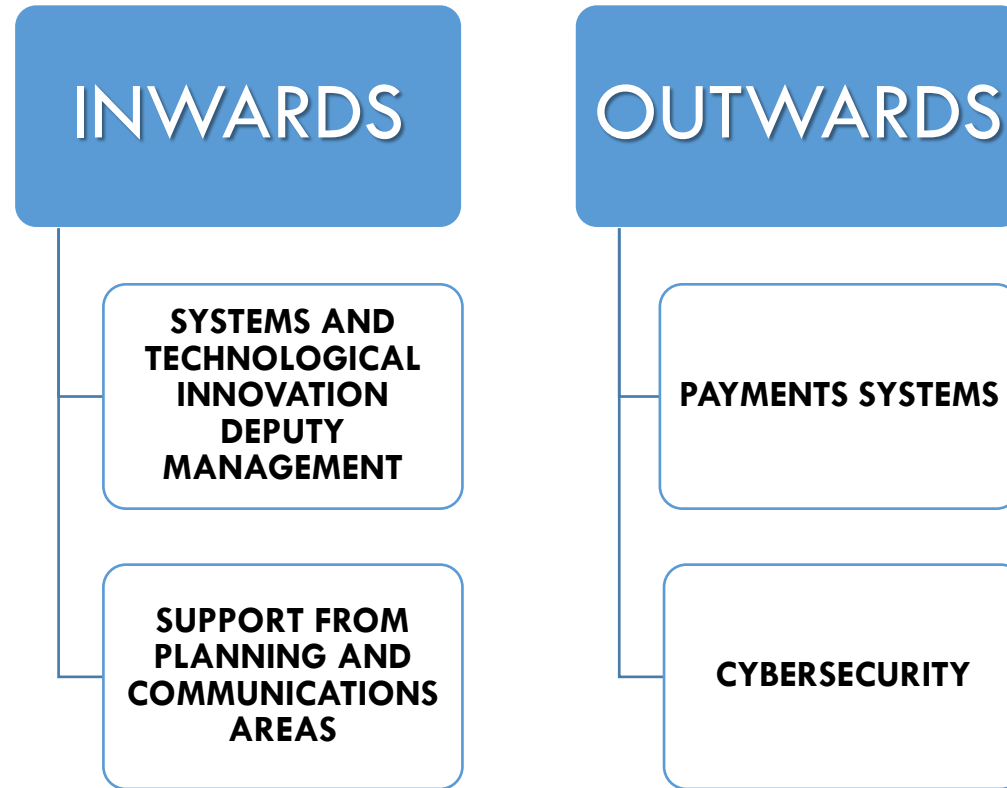 INWARDS
SYSTEMS AND
TECHNOLOGICAL
INNOVATION
DEPUTY
MANAGEMENT
SUPPORT FROM
PLANNING AND
COMMUNICATIONS
AREAS
OUTWARDS
PAYMENTS SYSTEMS
CYBERSECURITY